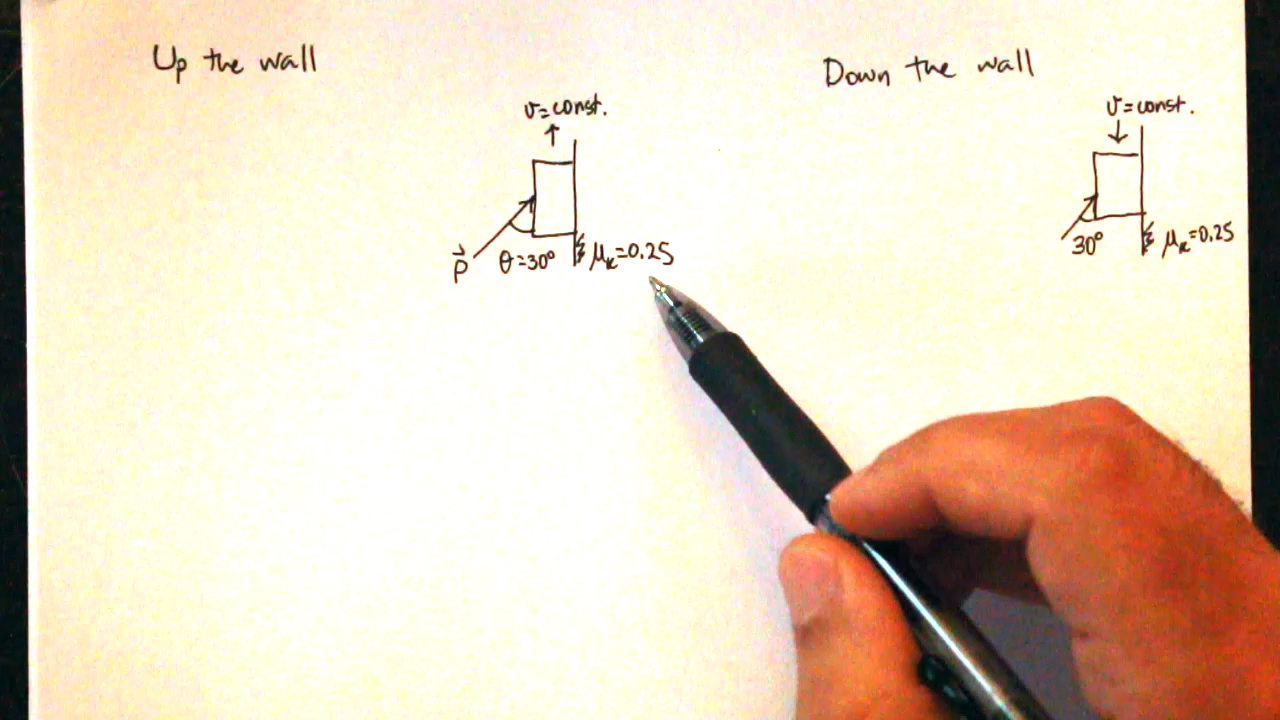 Up the wall
v=const.
P
θ=30°
μk=0.25
Down the wall
v=const.
30°
μk=0.25